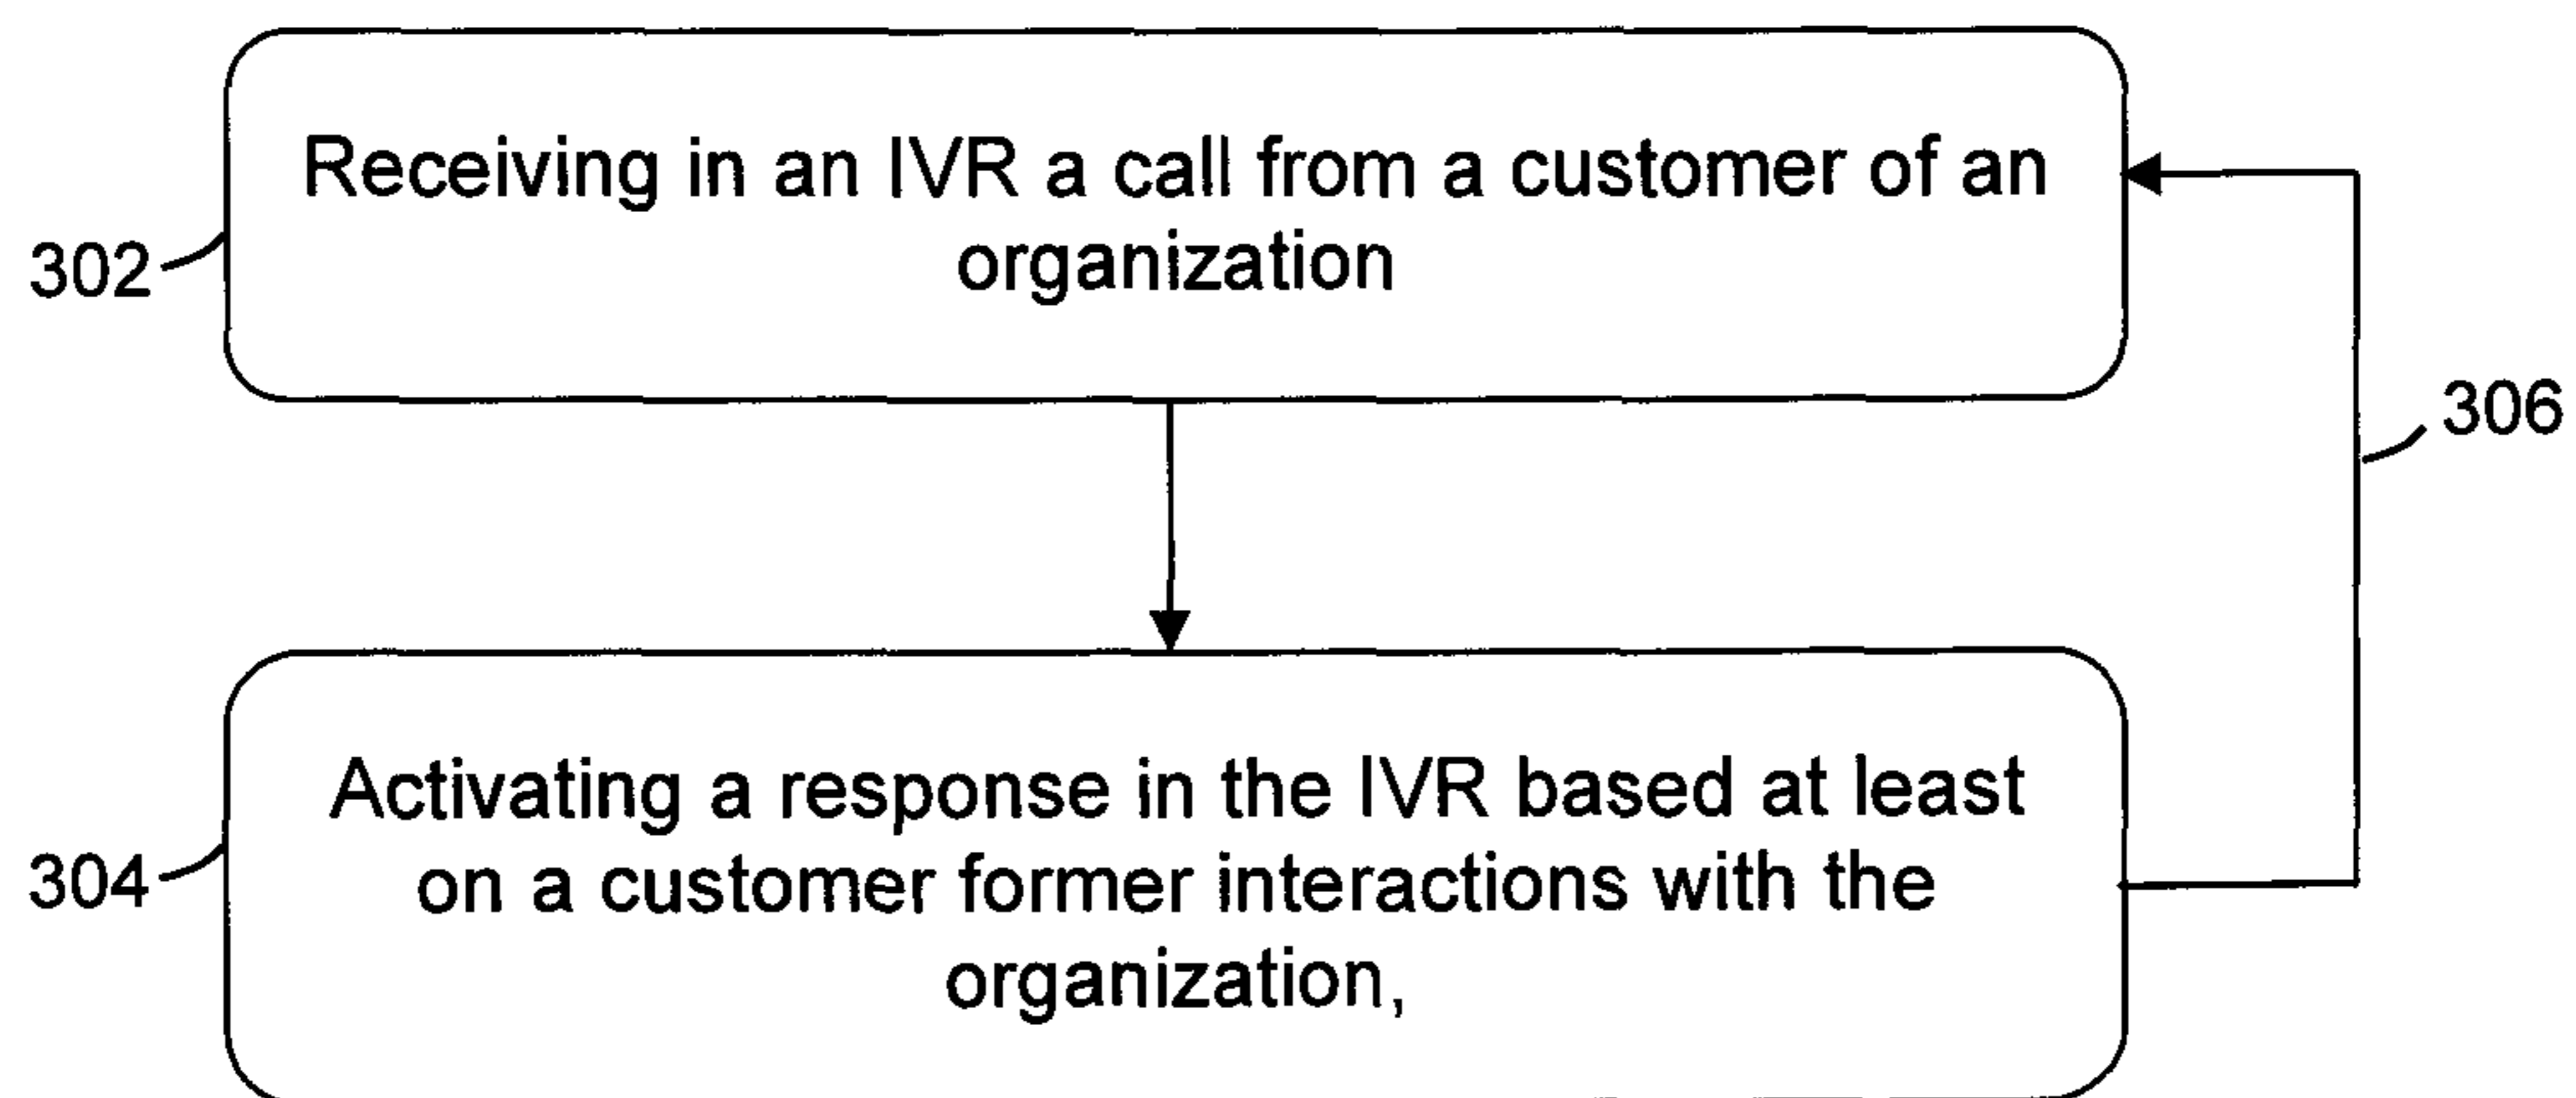 Receiving in an IVR a call from a customer of an
organization
302
306
Activating a response in the IVR based at least
on a customer former interactions with the
organization,
304